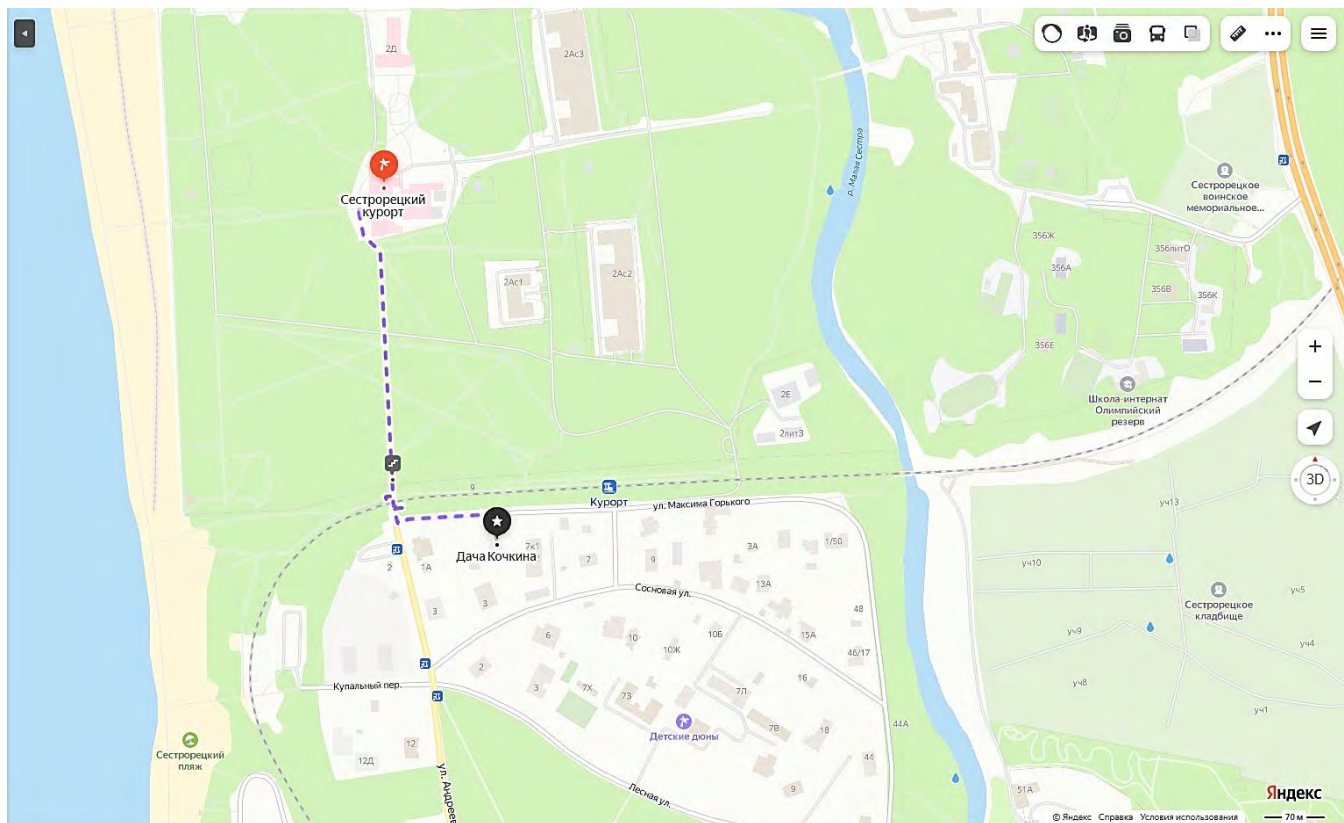 2Д
2Ас3
р. Малая Сестра
Сестрорецкое
воинское
мемориальное...
Сестрорецкий
курорт
356Ж
356литО
356А
2Ас2
2Ас1
356В
356К
356Е
+
−
Школа-интернат
Олимпийский
резерв
2Е
2лит3
3D
9
Курорт
ул. Максима Горького
уч13
Дача Кочкина
7к1
7
9
3А
1/50
2
1А
13А
уч10
Сосновая ул.
Сестрорецкое
кладбище
уч5
3
3
48
6
10
10Б
15А
уч9
уч4
10Ж
46/17
2
16
Купальный пер.
3
7Х
7З
7Л
уч8
уч1
Детские дюны
7В
18
44А
12
Сестрорецкий
пляж
12Д
44
ул. Андреев
Лесная ул.
9
51А
Яндекс
© Яндекс Справка Условия использования
70 м